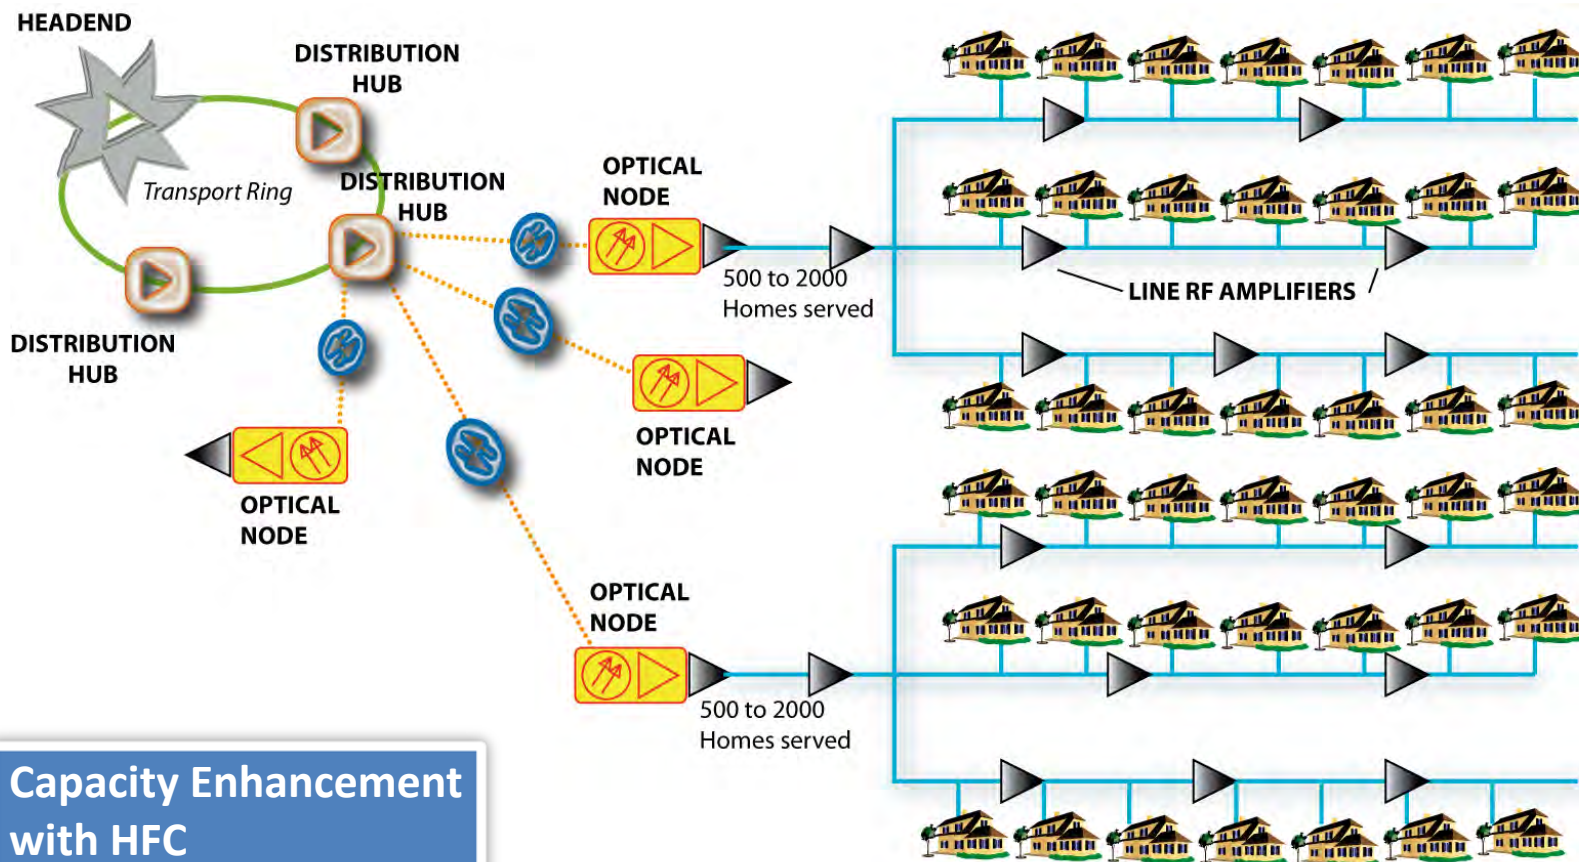 HEADEND
DISTRIBUTION
HUB
Transport Ring
DISTRIBUTION
HUB
OPTICAL
NODE
500 to 2000
Homes served
LINE RF AMPLIFIERS
DISTRIBUTION
HUB
OPTICAL
NODE
OPTICAL
NODE
OPTICAL
NODE
500 to 2000
Homes served
Capacity Enhancement
with HFC